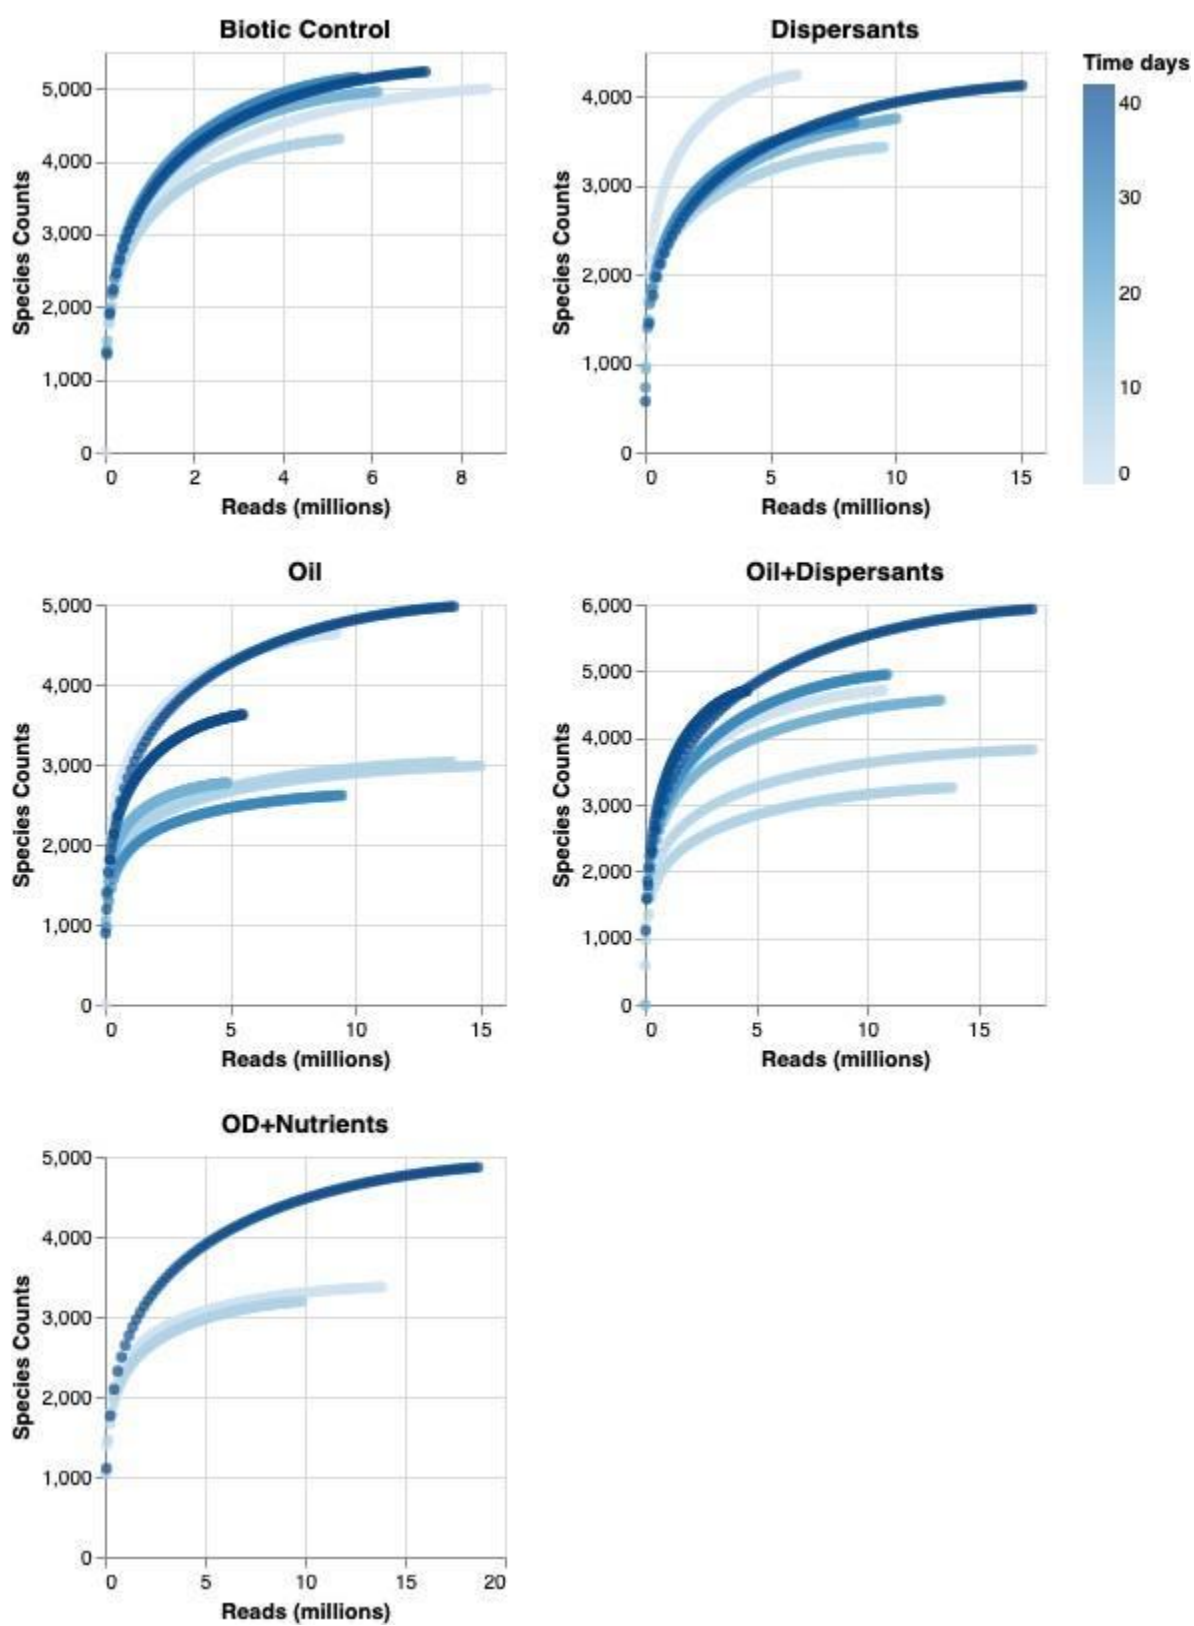 Biotic Control
Species Counts
5,000
4,000
3,000
2,000
1,000
0
0 2 4 6 8
Reads (millions)
Dispersants
Species Counts
4,000
3,000
2,000
1,000
0
0 5 10 15
Reads (millions)
Time days
40
30
20
10
0
Oil
Species Counts
5,000
4,000
3,000
2,000
1,000
0
0 5 10 15
Reads (millions)
Oil+Dispersants
Species Counts
6,000
5,000
4,000
3,000
2,000
1,000
0
0 5 10 15
Reads (millions)
OD+Nutrients
Species Counts
5,000
4,000
3,000
2,000
1,000
0
0 5 10 15 20
Reads (millions)